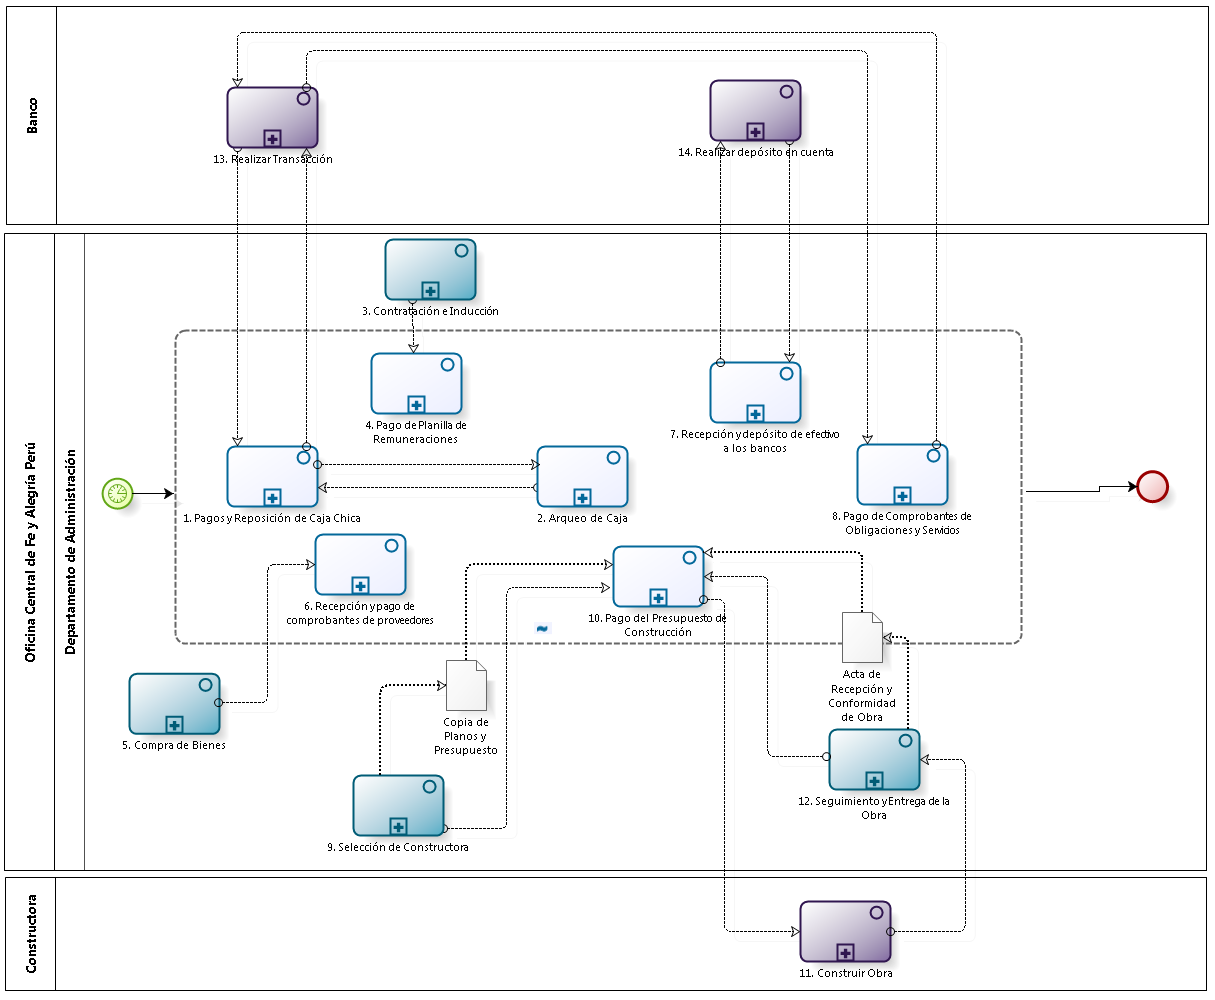 Banco
13. Realizar Transacción
14. Realizar depósito en cuenta
Oficina Central de Fe y Alegría Perú
Departamento de Administración
3. Contratación e Inducción
4. Pago de Planilla de
Remuneraciones
7. Recepción y depósito de efectivo
a los bancos
1. Pagos y Reposición de Caja Chica
2. Arqueo de Caja
8. Pago de Comprobantes de
Obligaciones y Servicios
6. Recepción y pago de
comprobantes de proveedores
10. Pago del Presupuesto de
Construcción
5. Compra de Bienes
Copia de
Planos y
Presupuesto
Acta de
Recepción y
Conformidad
de Obra
12. Seguimiento y Entrega de la
Obra
9. Selección de Constructora
Constructora
11. Construir Obra